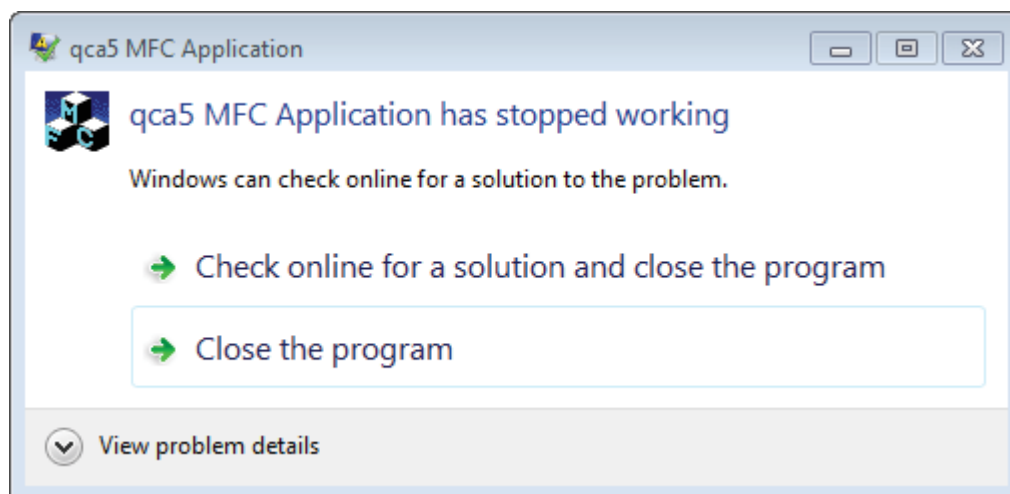 qca5 MFC Application
M
F C
qca5 MFC Application has stopped working
Windows can check online for a solution to the problem.
Check online for a solution and close the program
Close the program
View problem details